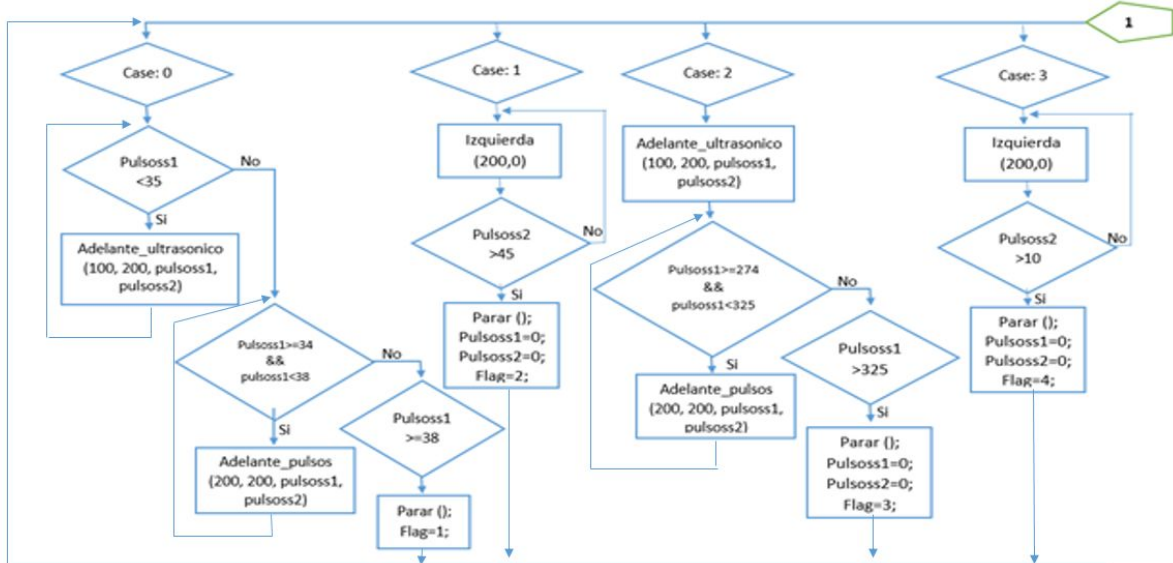 1
Case: 0
Pulsoss1
<35
No
Si
Adelante_ultrasonico
(100, 200, pulsoss1,
pulsoss2)
Pulsoss1>=34
&&
pulsoss1<38
No
Si
Adelante_pulsos
(200, 200, pulsoss1,
pulsoss2)
Pulsoss1
>=38
Parar ();
Flag=1;
Case: 1
Izquierda
(200,0)
Pulsoss2
>45
No
Si
Parar ();
Pulsoss1=0;
Pulsoss2=0;
Flag=2;
Case: 2
Adelante_ultrasonico
(100, 200, pulsoss1,
pulsoss2)
Pulsoss1>=274
&&
pulsoss1<325
No
Si
Adelante_pulsos
(200, 200, pulsoss1,
pulsoss2)
Pulsoss1
>325
Si
Parar ();
Pulsoss1=0;
Pulsoss2=0;
Flag=3;
Case: 3
Izquierda
(200,0)
Pulsoss2
>10
No
Si
Parar ();
Pulsoss1=0;
Pulsoss2=0;
Flag=4;